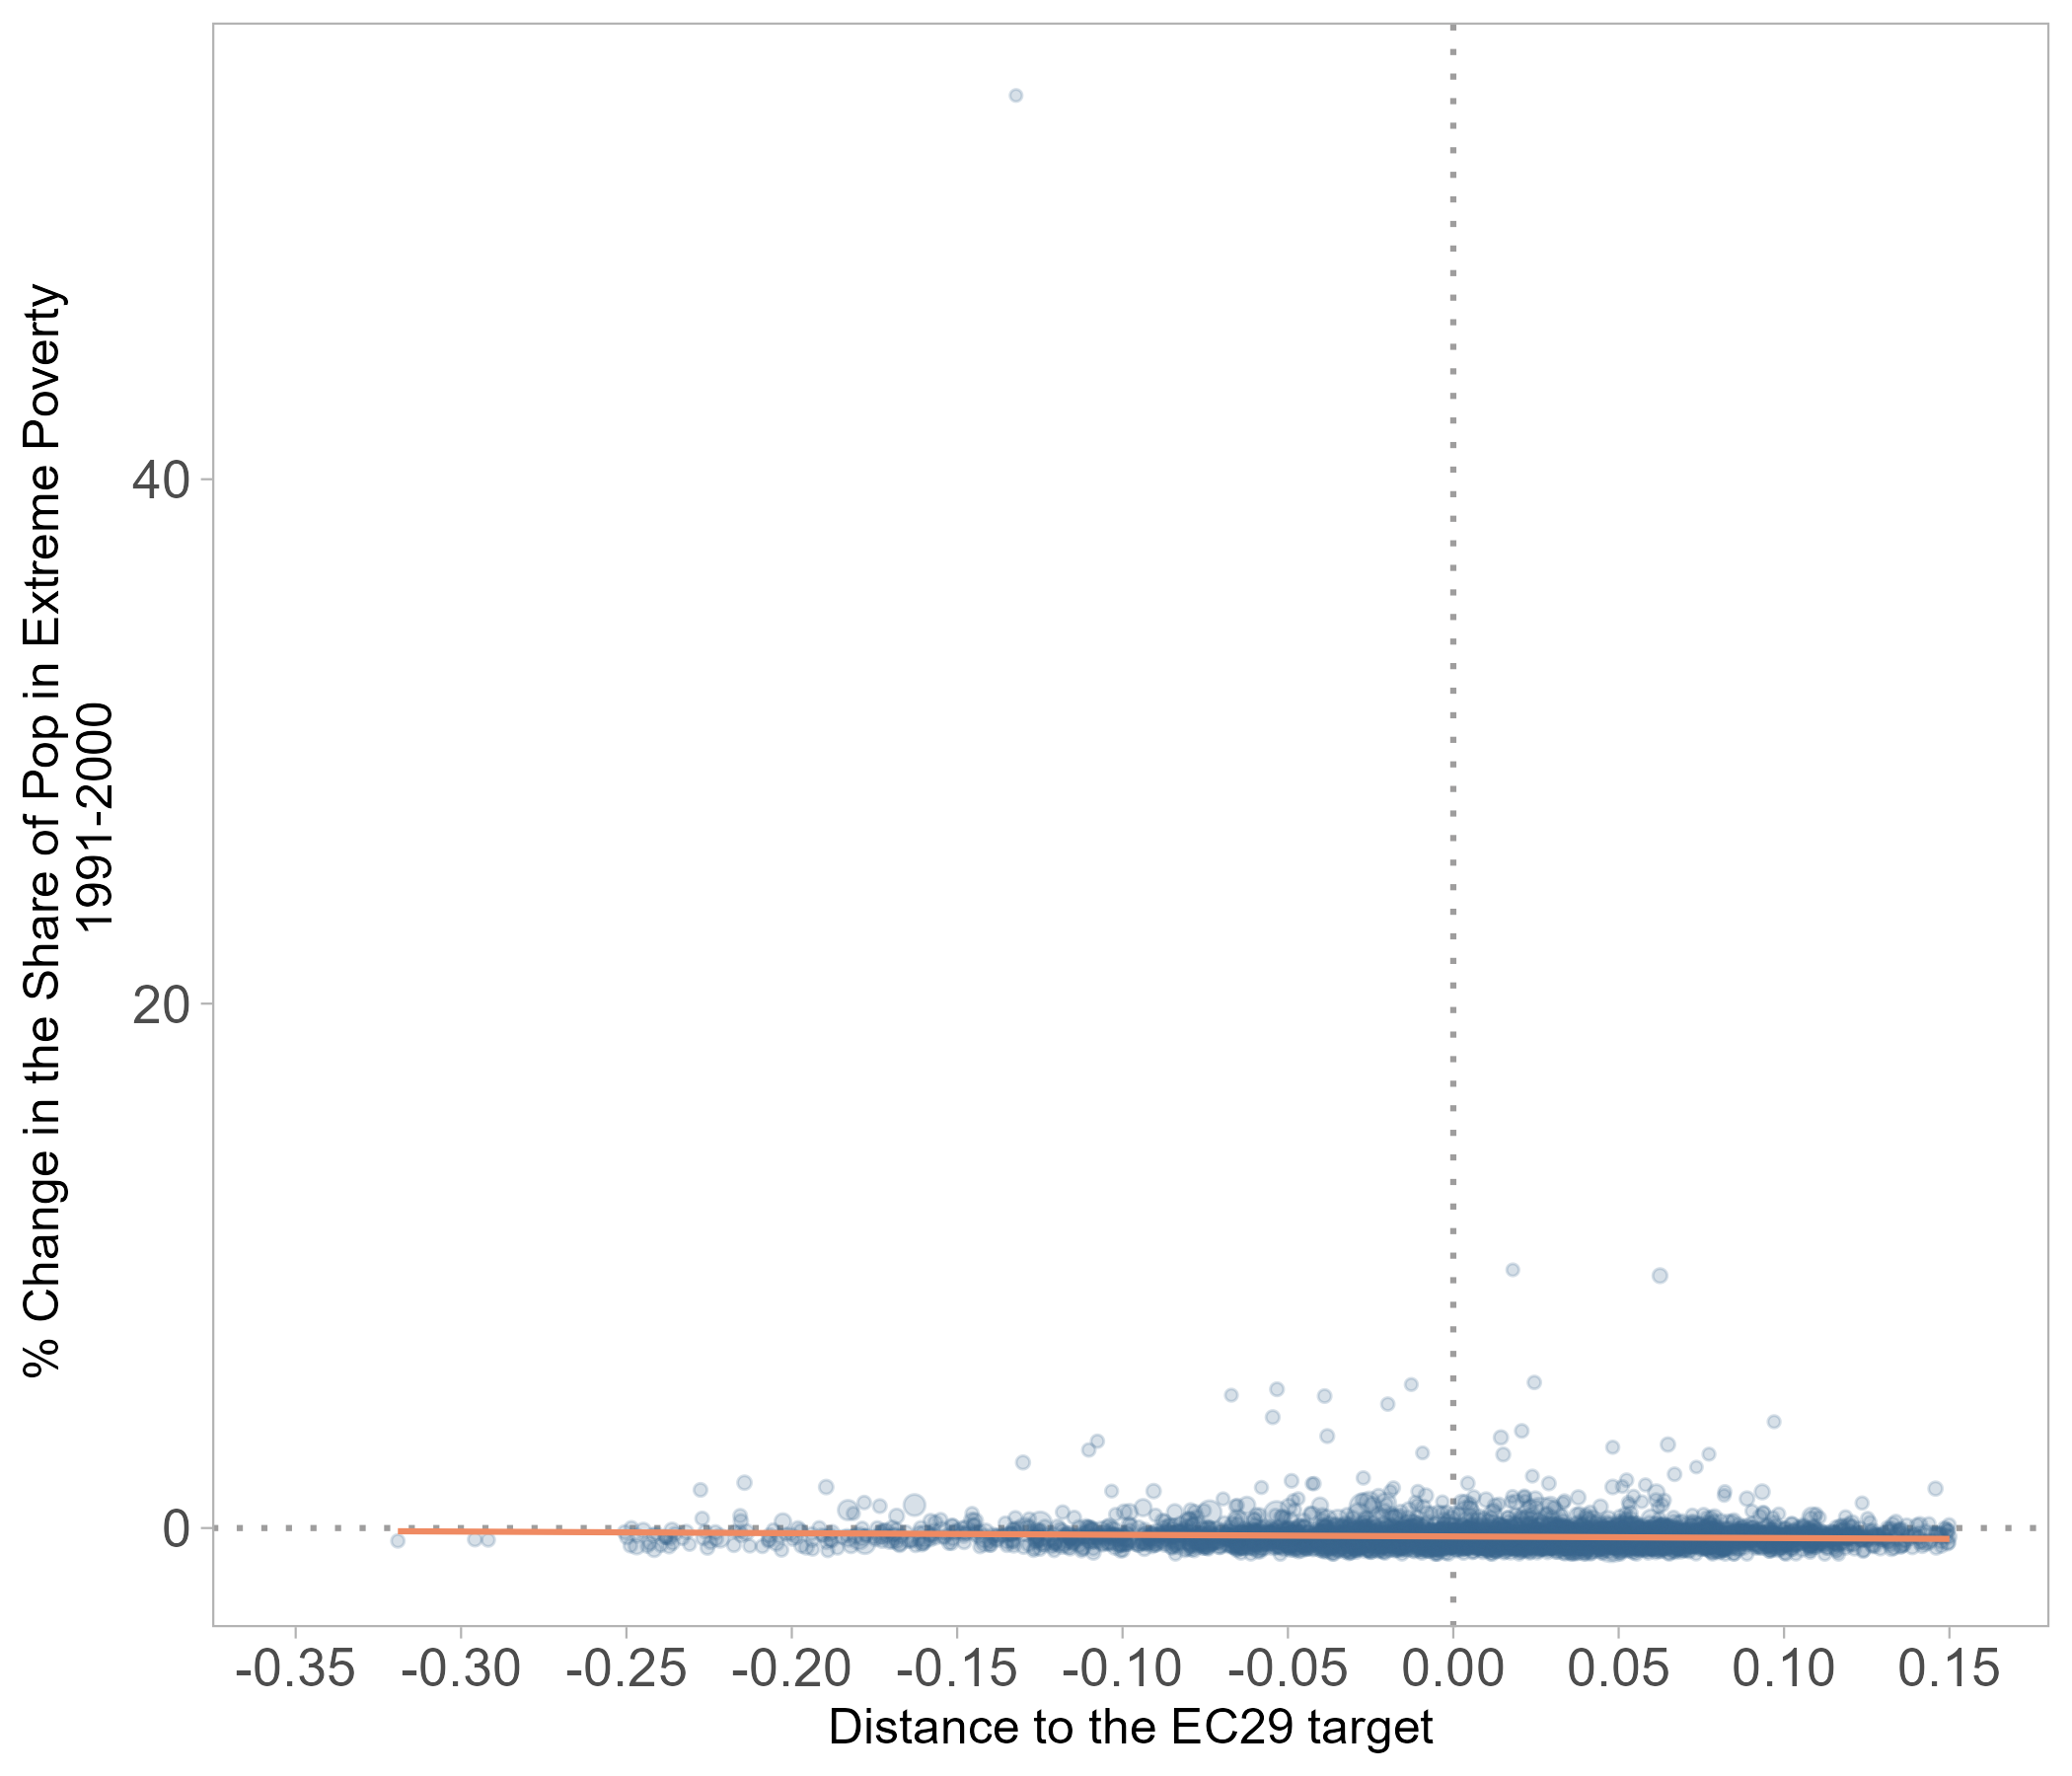 % Change in the Share of Pop in Extreme Poverty
1991-2000
40
20
0
-0.35 -0.30 -0.25 -0.20 -0.15 -0.10 -0.05 0.00 0.05 0.10 0.15
Distance to the EC29 target